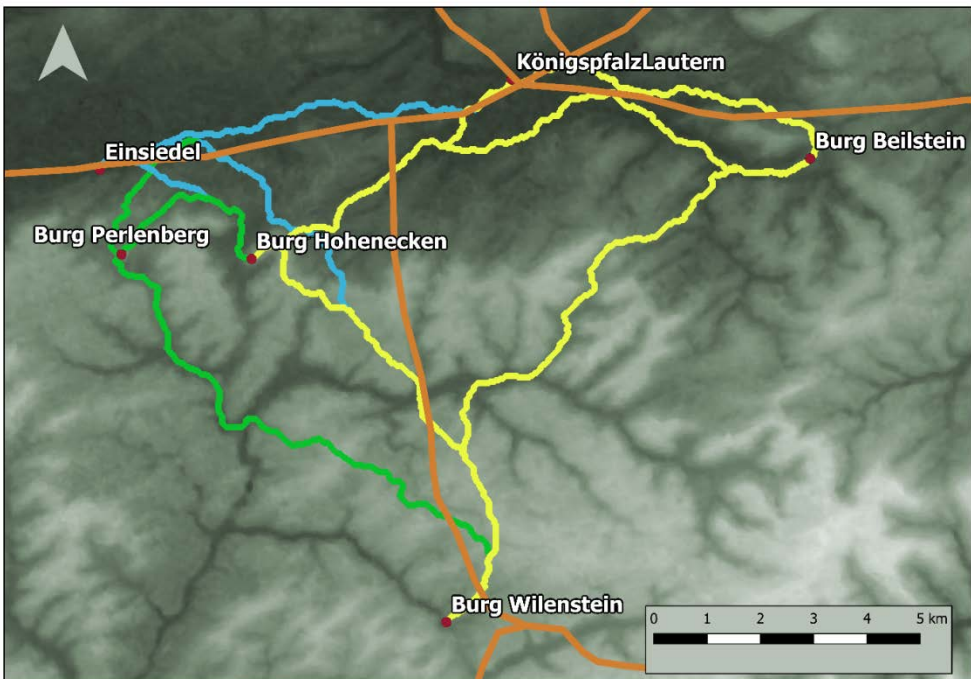 KönigspfalzLautern
Einsiedel
Burg Beilstein
Burg Perlenberg
Burg Hohenecken
Burg Wilenstein
0 1 2 3 4 5 km